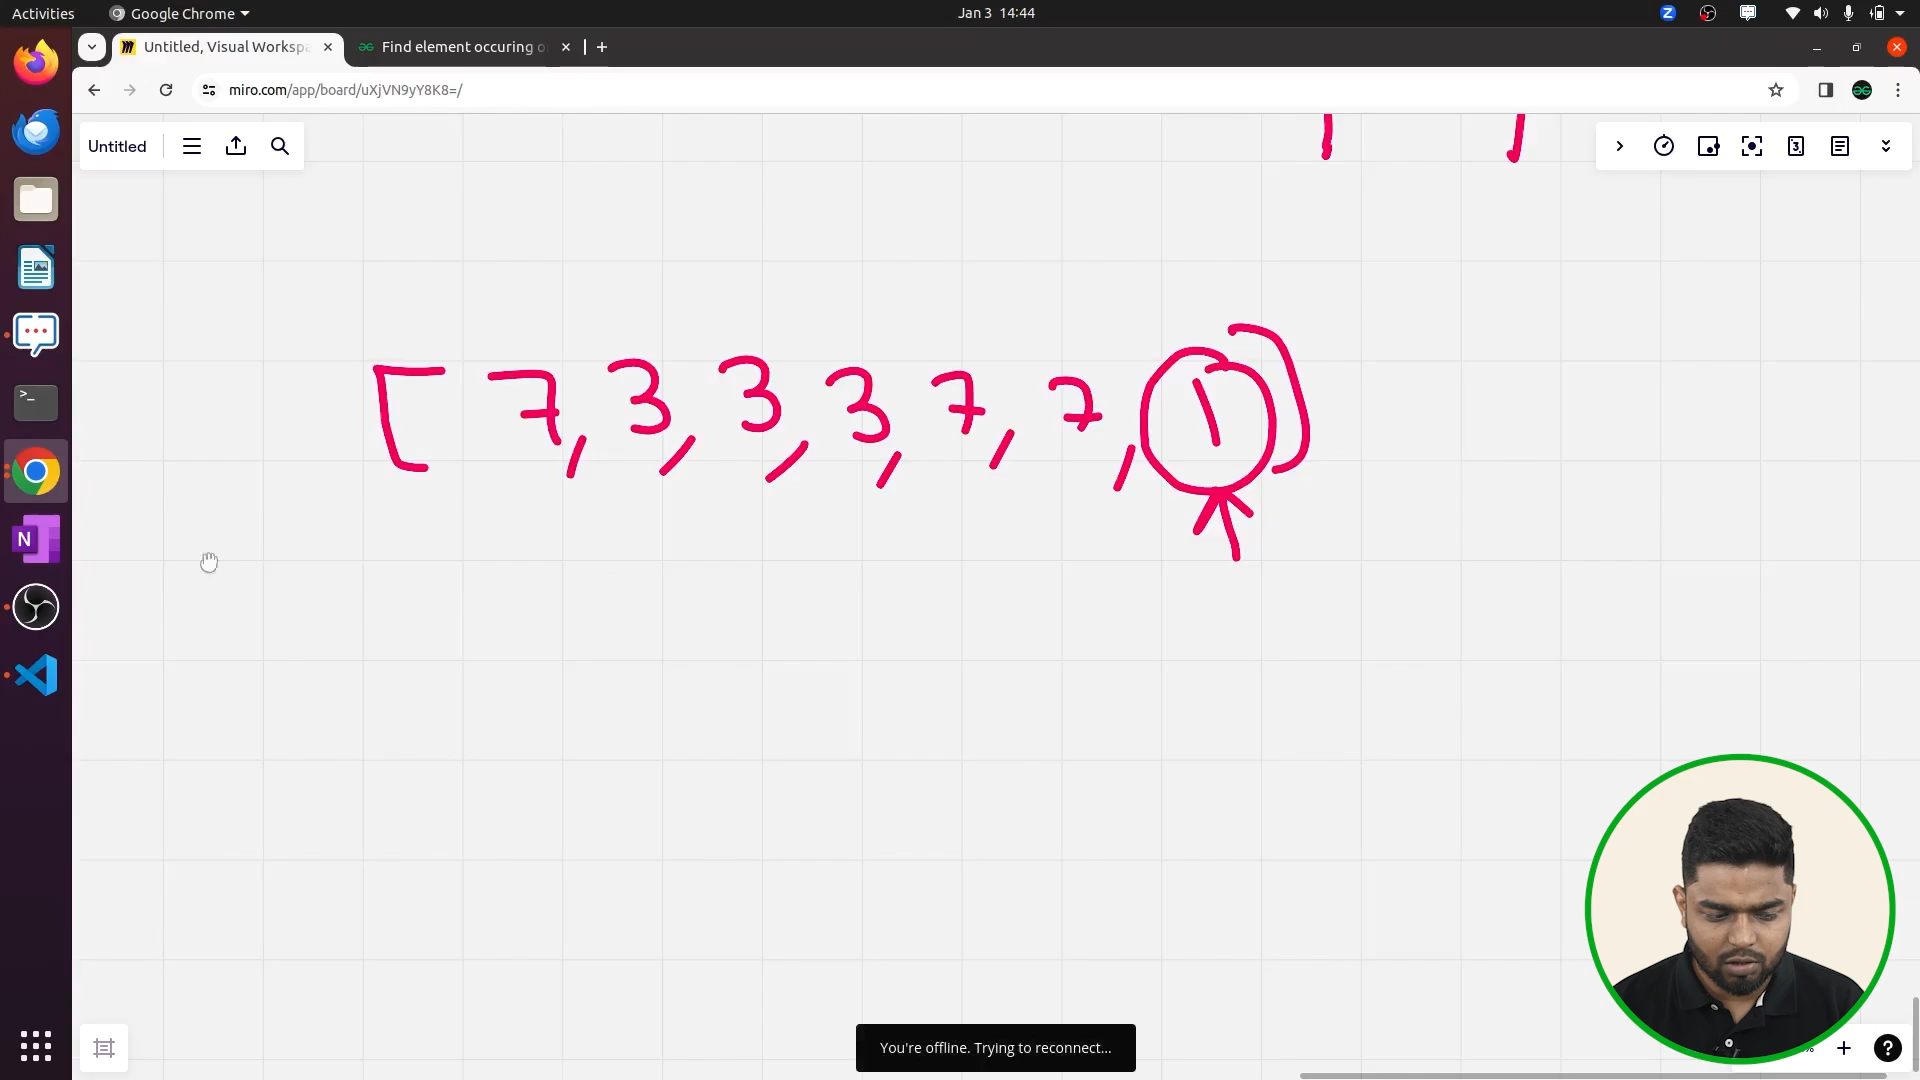 Activities Google Chrome Jan 3 14:44
Untitled, Visual Workspa Find element occuring o
miro.com/app/board/uXjVN9yY8K8=/
Untitled
[ 7, 3, 3, 3, 7, 7, 1 )
You're offline. Trying to reconnect...